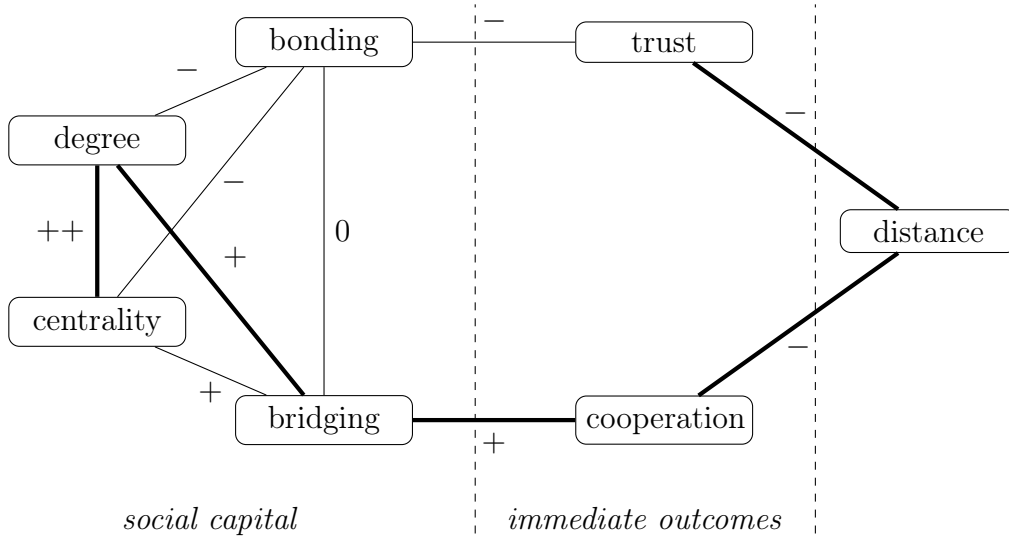 bonding
−
trust
−
degree
−
−
++
+
0
distance
centrality
−
+
bridging
+
cooperation
social capital
immediate outcomes